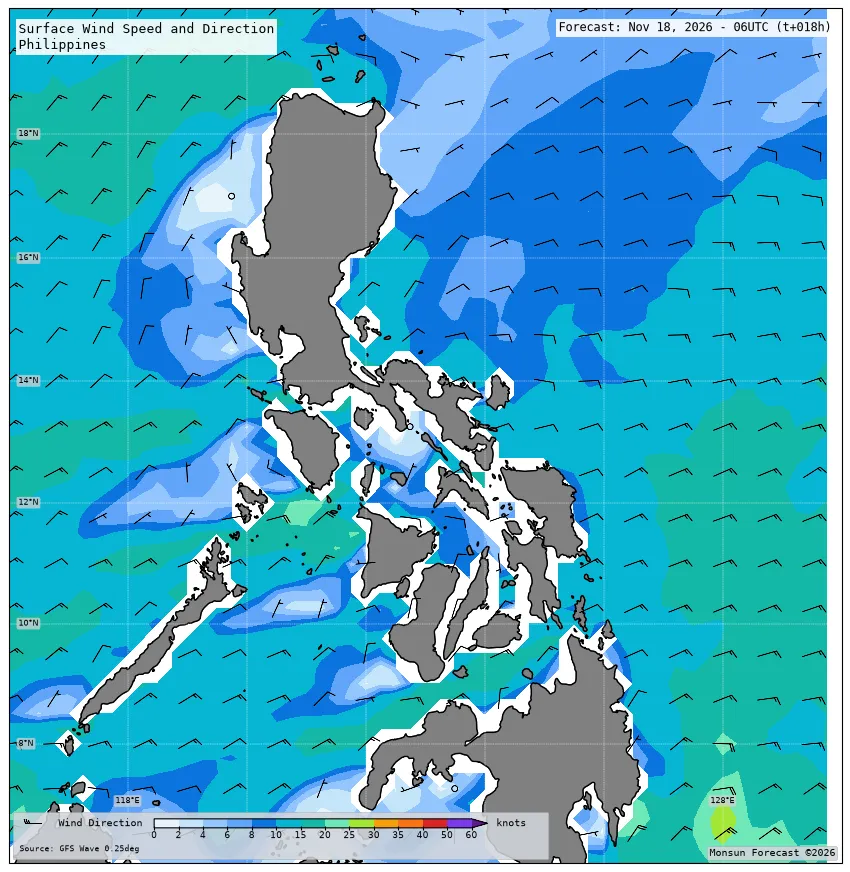 Surface Wind Speed and Direction
Philippines
Forecast: Nov 18, 2026 - 06UTC (t+018h)
18°N
16°N
14°N
12°N
10°N
8°N
118°E
128°E
Wind Direction
knots
0 2 4 6 8 10 15 20 25 30 35 40 50 60
Source: GFS Wave 0.25deg
Monsun Forecast ©2026